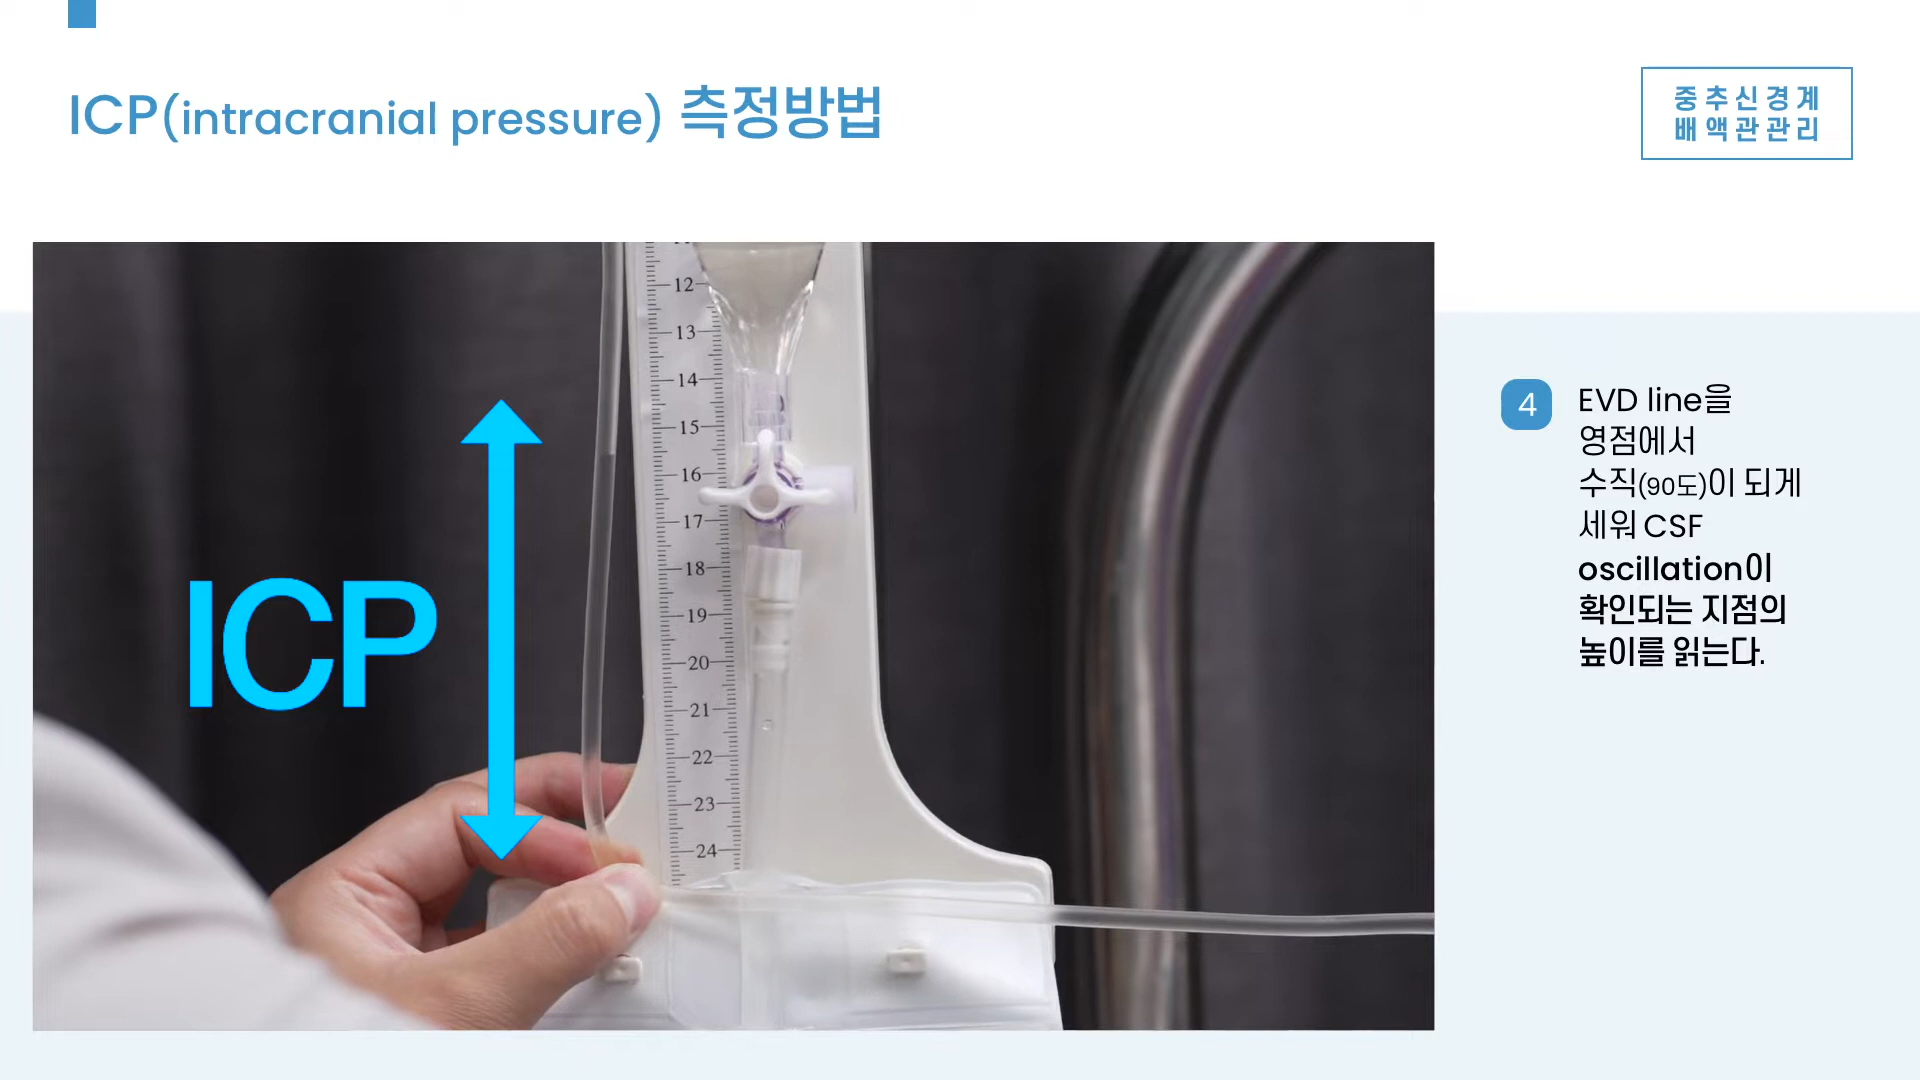 ICP(intracranial pressure) 측정방법
중추신경계
배액관관리
12
13
14
15
16
17
18
19
20
21
22
23
24
ICP
4
EVD line을
영점에서
수직(90도)이 되게
세워 CSF
oscillation이
확인되는 지점의
높이를 읽는다.